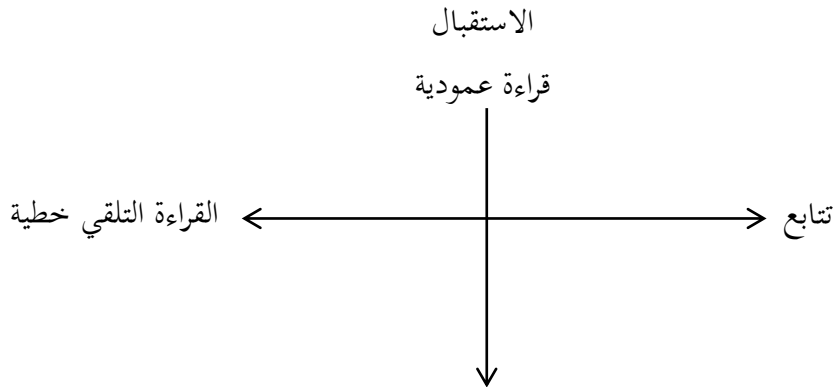 الاستقبال
قراءة عمودية
تتابع
القراءة التلقي خطية